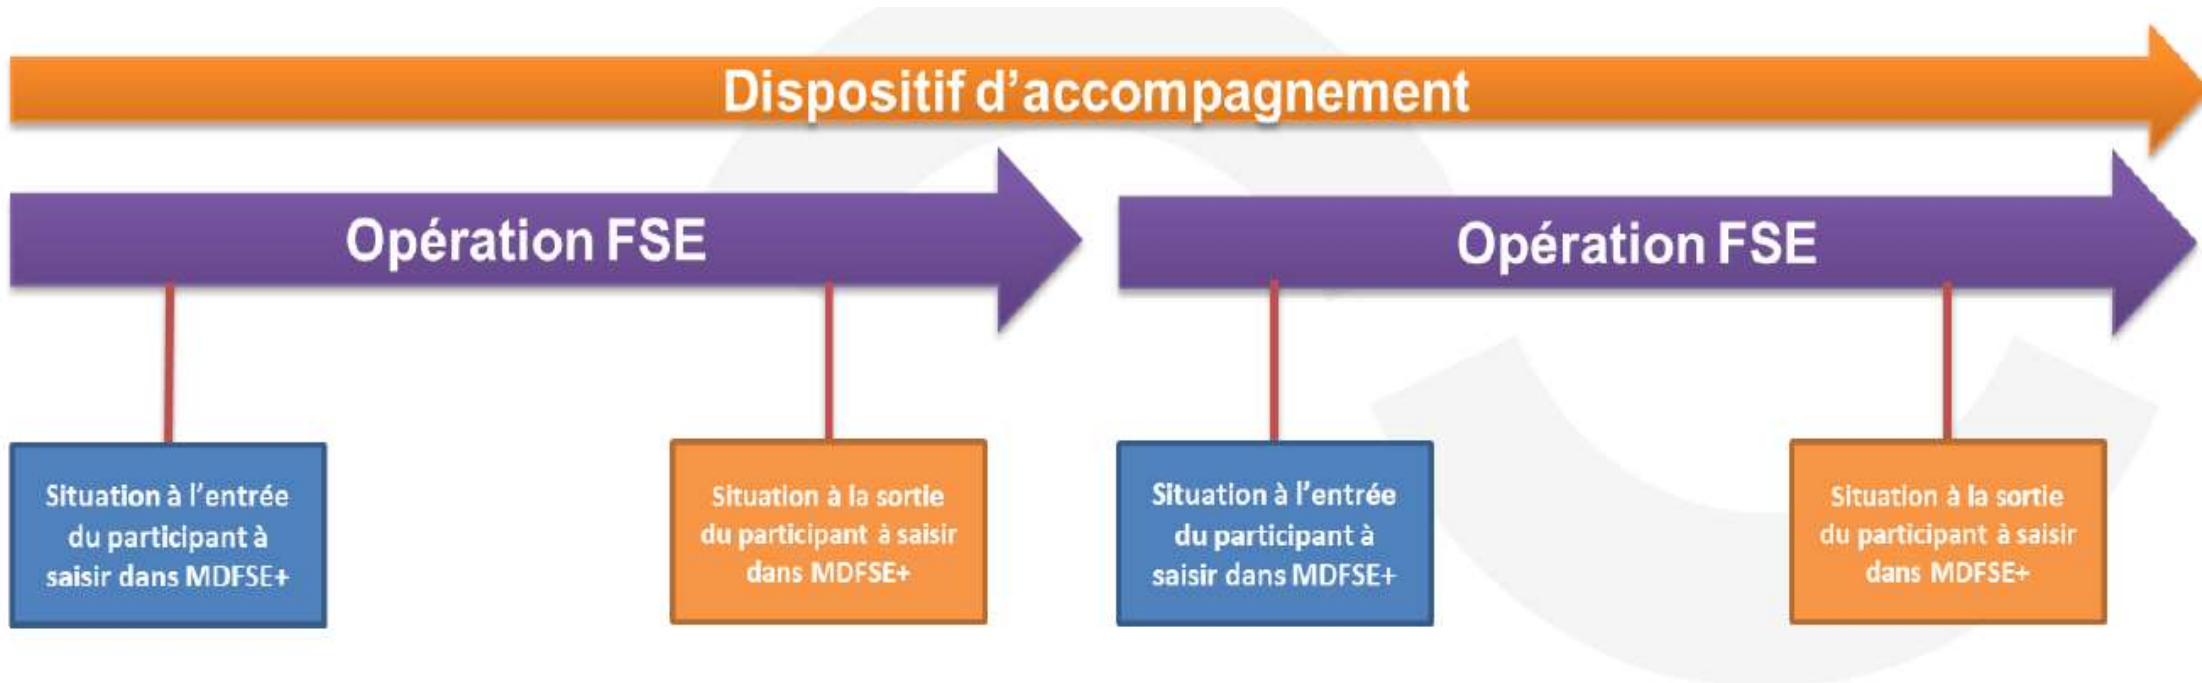 Dispositif d'accompagnement
Opération FSE
Opération FSE
Situation à l'entrée
du participant à
saisir dans MDFSE+
Situation à la sortie
du participant à saisir
dans MDFSE+
Situation à l'entrée
du participant à
saisir dans MDFSE+
Situation à la sortie
du participant à saisir
dans MDFSE+